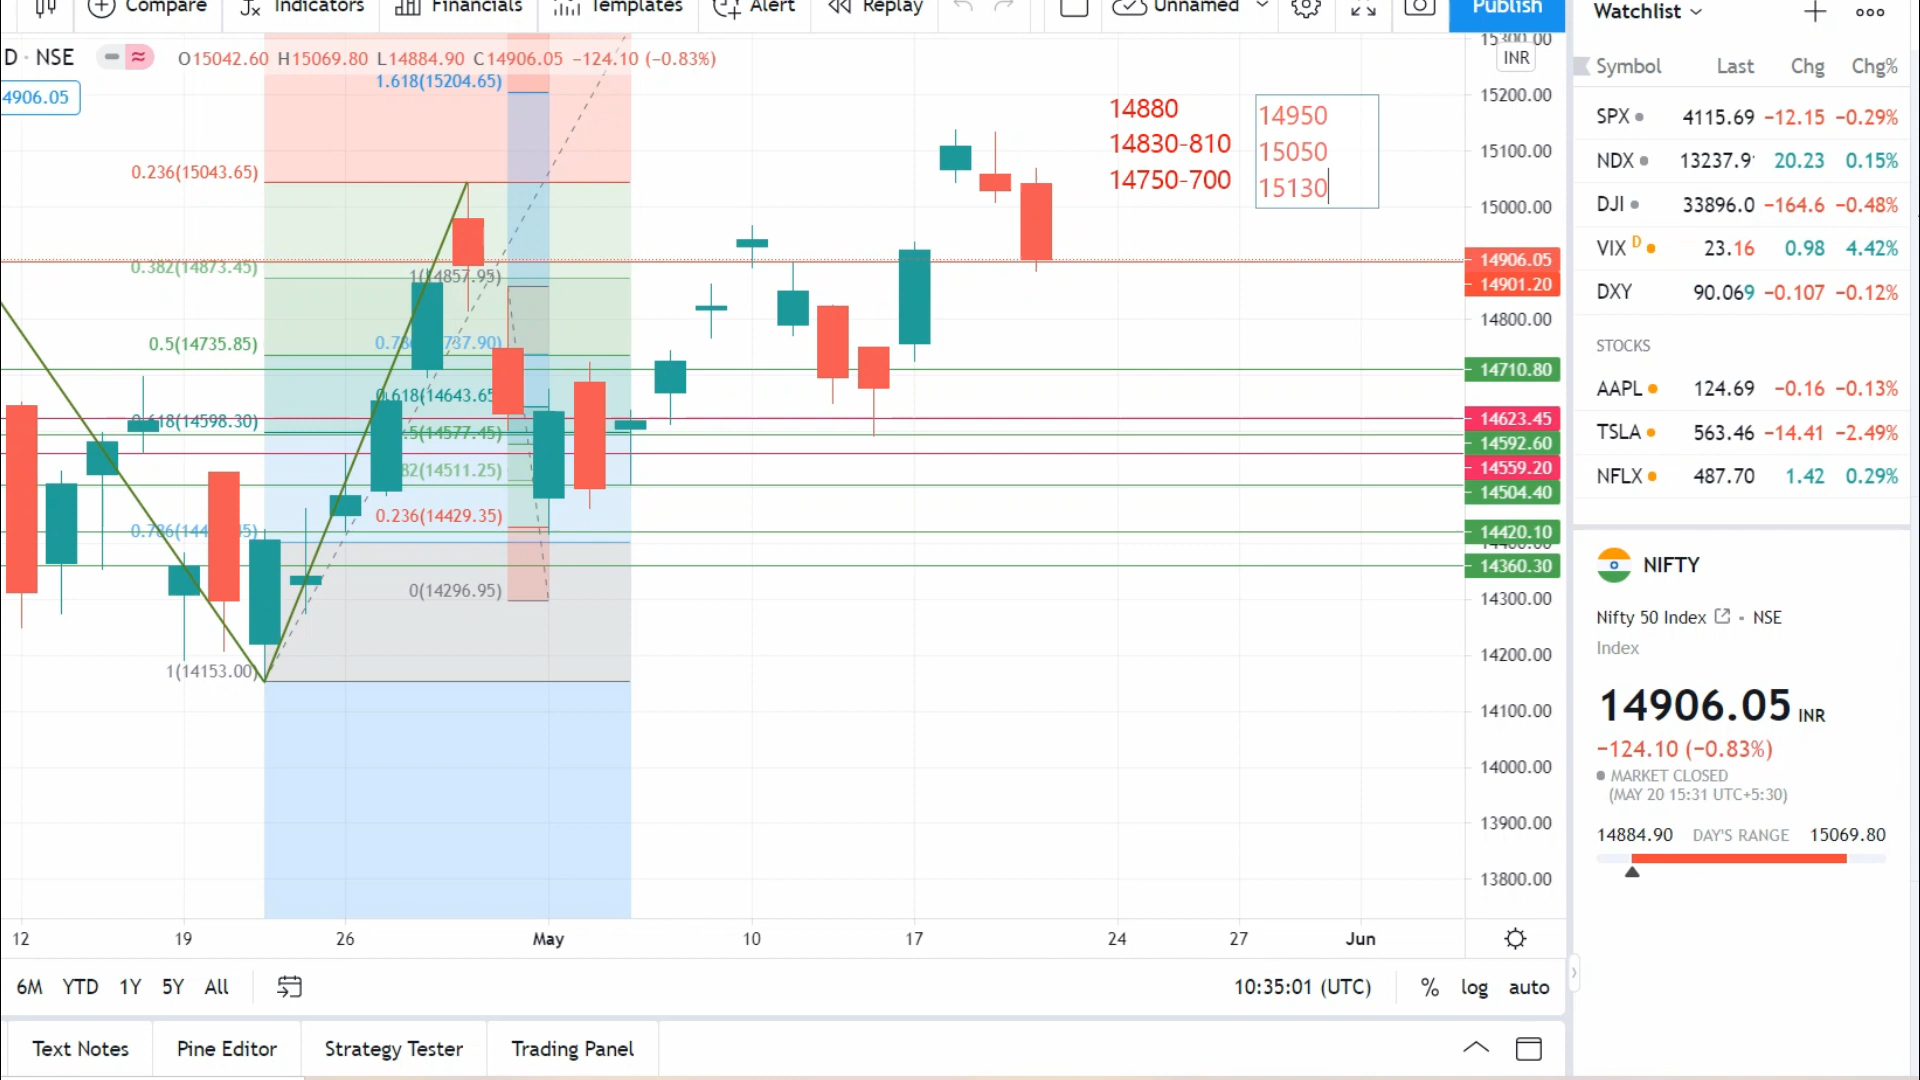 Compare
Indicators
Financials
Templates
Alert
Replay
Unnamed
Publish
Watchlist
D · NSE
O15042.60 H15069.80 L14884.90 C14906.05 −124.10 (−0.83%)
4906.05
1.618(15204.65)
0.236(15043.65)
0.382(14873.45)
1(14857.95)
0.5(14735.85)
0.618(14643.65
0.618(14598.30)
0.5(14577.45)
82(14511.25)
0.236(14429.35)
0(14296.95)
1(14153.00)
14880
14830-810
14750-700
14950
15050
15130
15300.00
INR
15200.00
15100.00
15000.00
14906.05
14901.20
14800.00
14710.80
14623.45
14592.60
14559.20
14504.40
14420.10
14360.30
14300.00
14200.00
14100.00
14000.00
13900.00
13800.00
12 19 26 May 10 17 24 27 Jun
6M YTD 1Y 5Y All
10:35:01 (UTC) % log auto
Text Notes Pine Editor Strategy Tester Trading Panel
Symbol Last Chg Chg%
SPX 4115.69 −12.15 −0.29%
NDX 13237.9 20.23 0.15%
DJI 33896.0 −164.6 −0.48%
VIX D 23.16 0.98 4.42%
DXY 90.069 −0.107 −0.12%
STOCKS
AAPL 124.69 −0.16 −0.13%
TSLA 563.46 −14.41 −2.49%
NFLX 487.70 1.42 0.29%
NIFTY
Nifty 50 Index · NSE
Index
14906.05 INR
−124.10 (−0.83%)
MARKET CLOSED
(MAY 20 15:31 UTC+5:30)
14884.90 DAY'S RANGE 15069.80